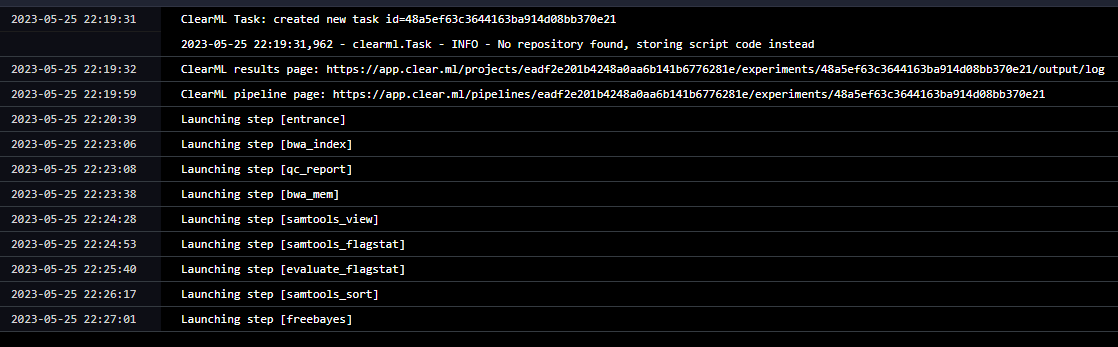 2023-05-25 22:19:31 ClearML Task: created new task id=48a5ef63c3644163ba914d08bb370e21
2023-05-25 22:19:31,962 - clearml.Task - INFO - No repository found, storing script code instead
2023-05-25 22:19:32 ClearML results page: https://app.clear.ml/projects/eadf2e201b4248a0aa6b141b6776281e/experiments/48a5ef63c3644163ba914d08bb370e21/output/log
2023-05-25 22:19:59 ClearML pipeline page: https://app.clear.ml/pipelines/eadf2e201b4248a0aa6b141b6776281e/experiments/48a5ef63c3644163ba914d08bb370e21
2023-05-25 22:20:39 Launching step [entrance]
2023-05-25 22:23:06 Launching step [bwa_index]
2023-05-25 22:23:08 Launching step [qc_report]
2023-05-25 22:23:38 Launching step [bwa_mem]
2023-05-25 22:24:28 Launching step [samtools_view]
2023-05-25 22:24:53 Launching step [samtools_flagstat]
2023-05-25 22:25:40 Launching step [evaluate_flagstat]
2023-05-25 22:26:17 Launching step [samtools_sort]
2023-05-25 22:27:01 Launching step [freebayes]